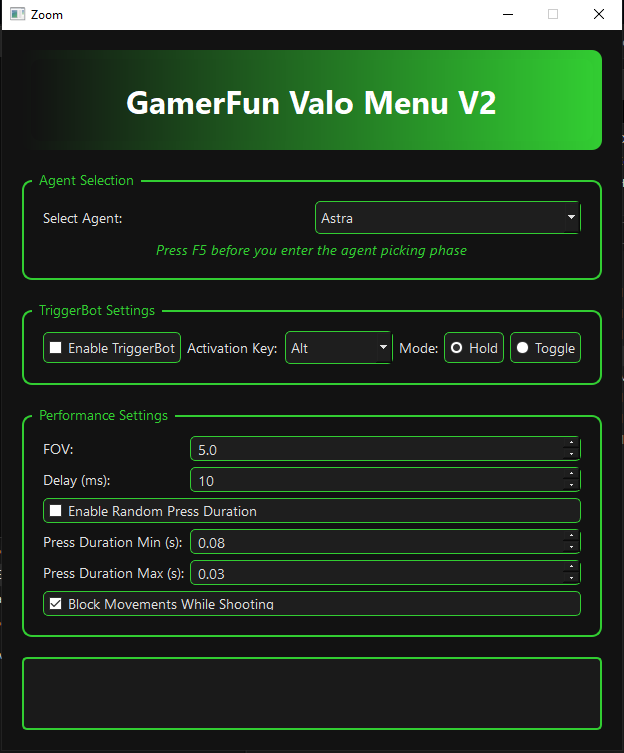 Zoom
GamerFun Valo Menu V2
Agent Selection
Select Agent: Astra
Press F5 before you enter the agent picking phase
TriggerBot Settings
Enable TriggerBot Activation Key: Alt Mode: Hold Toggle
Performance Settings
FOV: 5.0
Delay (ms): 10
Enable Random Press Duration
Press Duration Min (s): 0.08
Press Duration Max (s): 0.03
Block Movements While Shooting